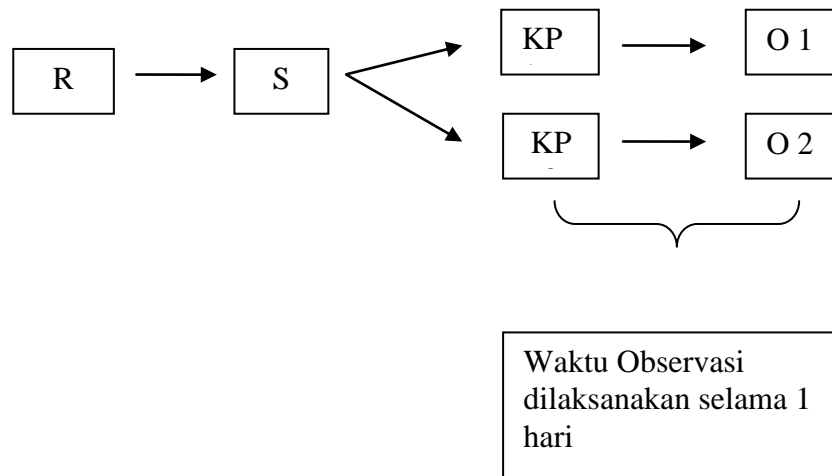 R S KP O 1
KP O 2
Waktu Observasi
dilaksanakan selama 1
hari